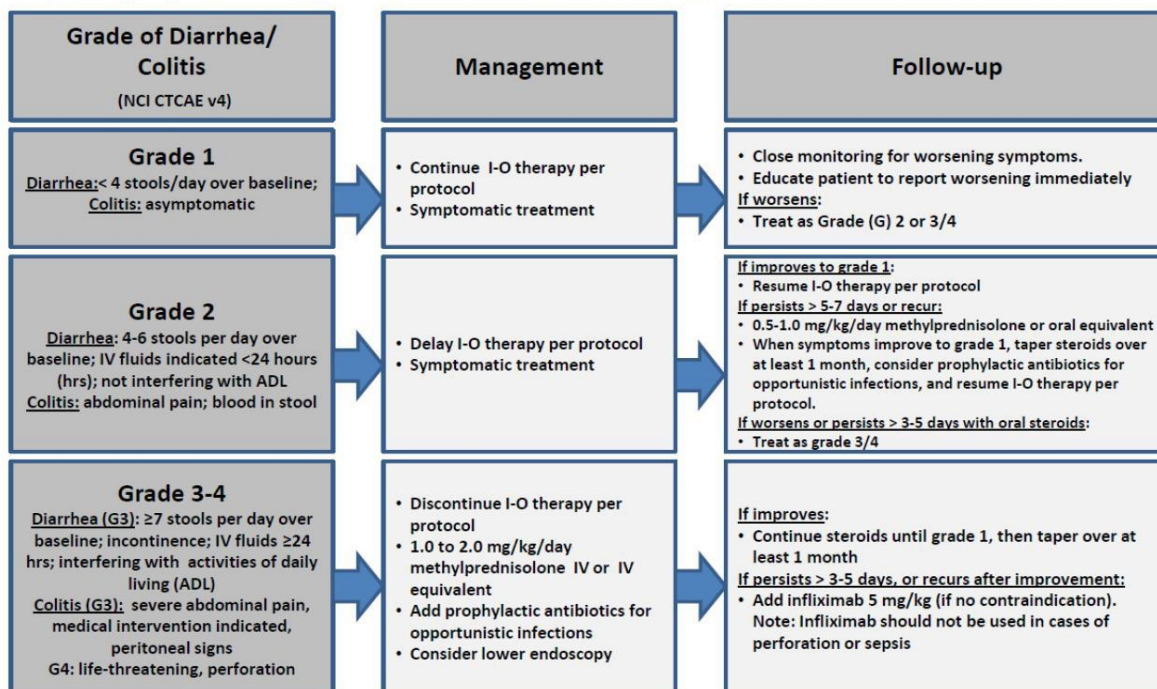 Grade of Diarrhea/
Colitis
(NCI CTCAE v4)
Management
Follow-up
Grade 1
Diarrhea:< 4 stools/day over baseline;
Colitis: asymptomatic
• Continue I-O therapy per
protocol
• Symptomatic treatment
• Close monitoring for worsening symptoms.
• Educate patient to report worsening immediately
If worsens:
• Treat as Grade (G) 2 or 3/4
Grade 2
Diarrhea: 4-6 stools per day over
baseline; IV fluids indicated <24 hours
(hrs); not interfering with ADL
Colitis: abdominal pain; blood in stool
• Delay I-O therapy per protocol
• Symptomatic treatment
If improves to grade 1:
• Resume I-O therapy per protocol
If persists > 5-7 days or recur:
• 0.5-1.0 mg/kg/day methylprednisolone or oral equivalent
• When symptoms improve to grade 1, taper steroids over
at least 1 month, consider prophylactic antibiotics for
opportunistic infections, and resume I-O therapy per
protocol.
If worsens or persists > 3-5 days with oral steroids:
• Treat as grade 3/4
Grade 3-4
Diarrhea (G3): ≥7 stools per day over
baseline; incontinence; IV fluids ≥24
hrs; interfering with activities of daily
living (ADL)
Colitis (G3): severe abdominal pain,
medical intervention indicated,
peritoneal signs
G4: life-threatening, perforation
• Discontinue I-O therapy per
protocol
• 1.0 to 2.0 mg/kg/day
methylprednisolone IV or IV
equivalent
• Add prophylactic antibiotics for
opportunistic infections
• Consider lower endoscopy
If improves:
• Continue steroids until grade 1, then taper over at
least 1 month
If persists > 3-5 days, or recurs after improvement:
• Add infliximab 5 mg/kg (if no contraindication).
Note: Infliximab should not be used in cases of
perforation or sepsis